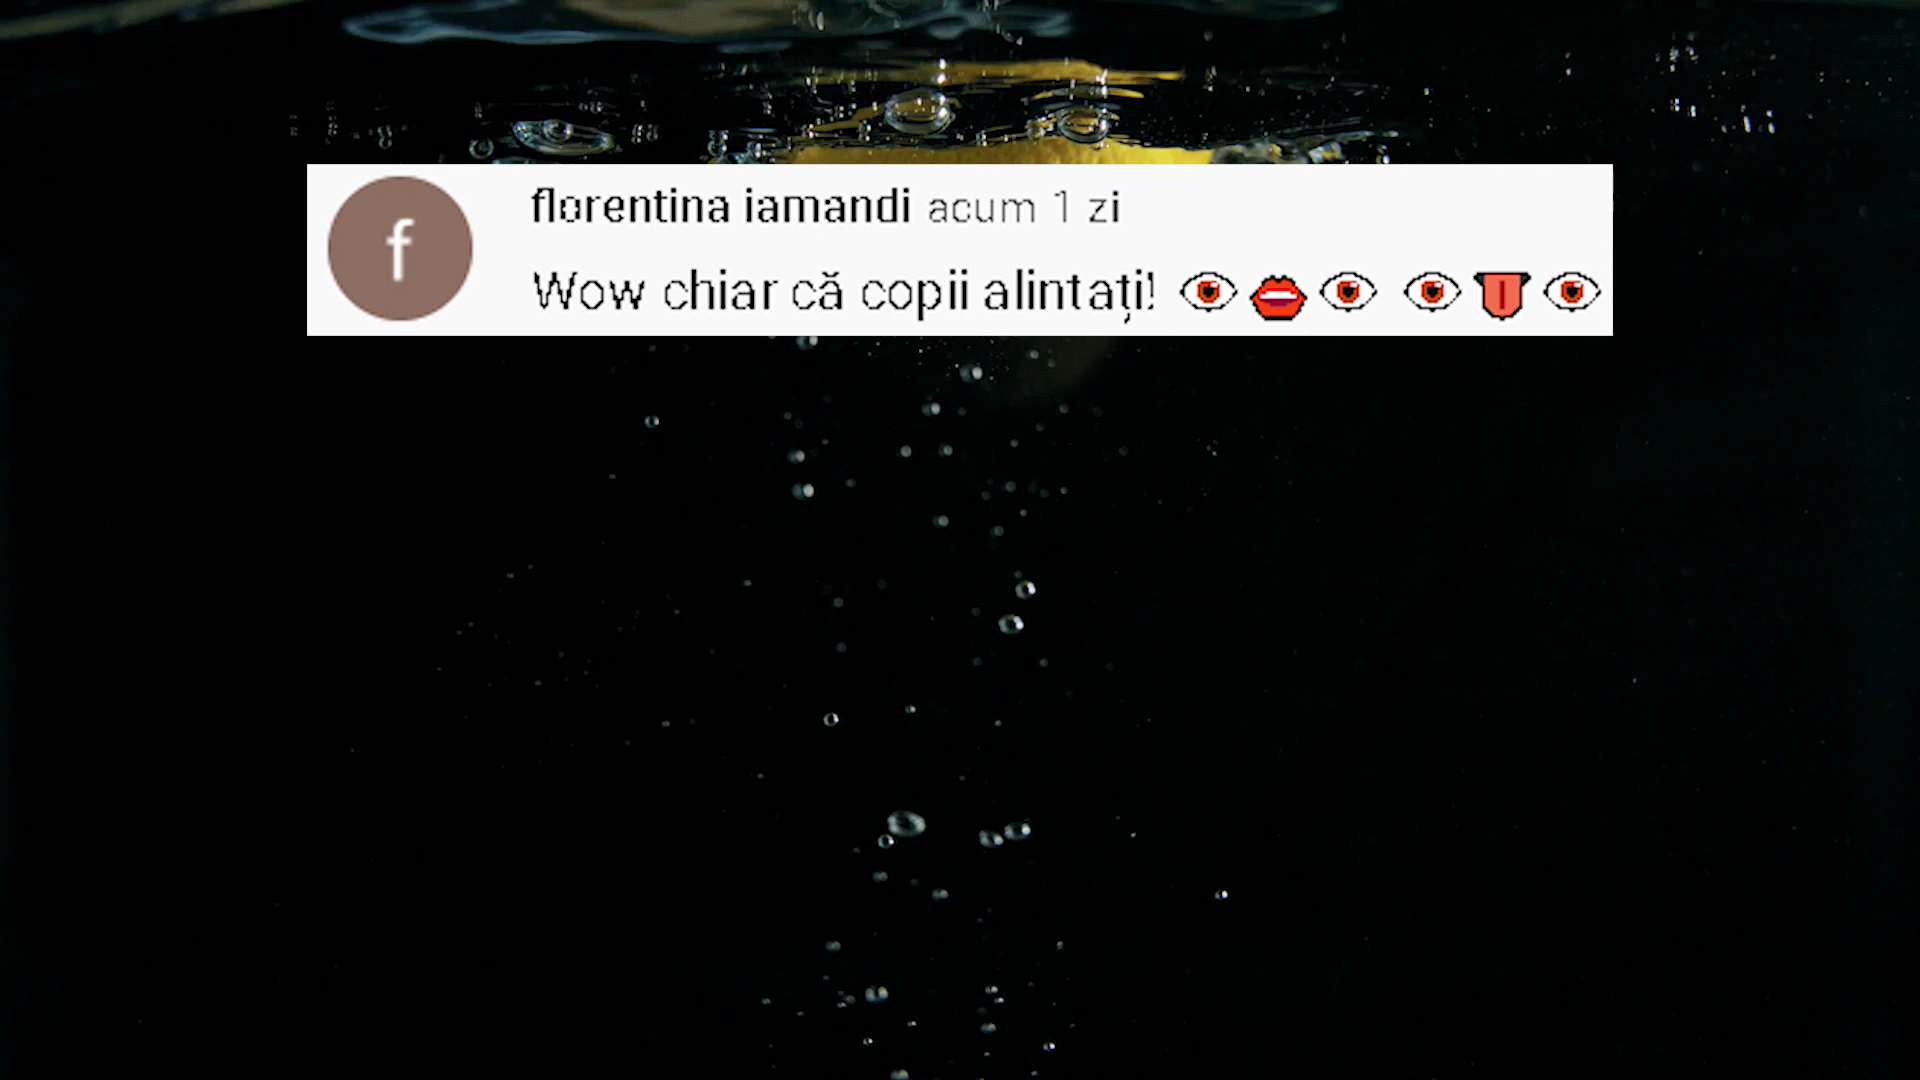 f
florentina iamandi acum 1 zi
Wow chiar că copii alintați! 👁👄👁 👁👅👁